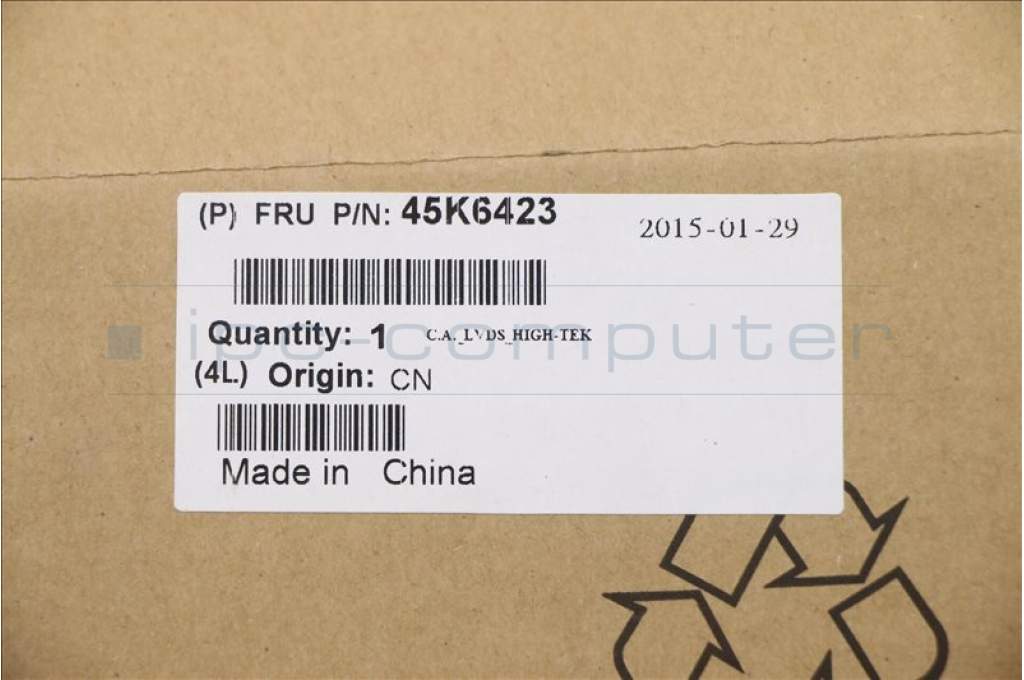 (P) FRU P/N: 45K6423
2015-01-29
Quantity: 1 C.A._LVDS_HIGH-TEK
ipc-computer
(4L) Origin: CN
Made in China